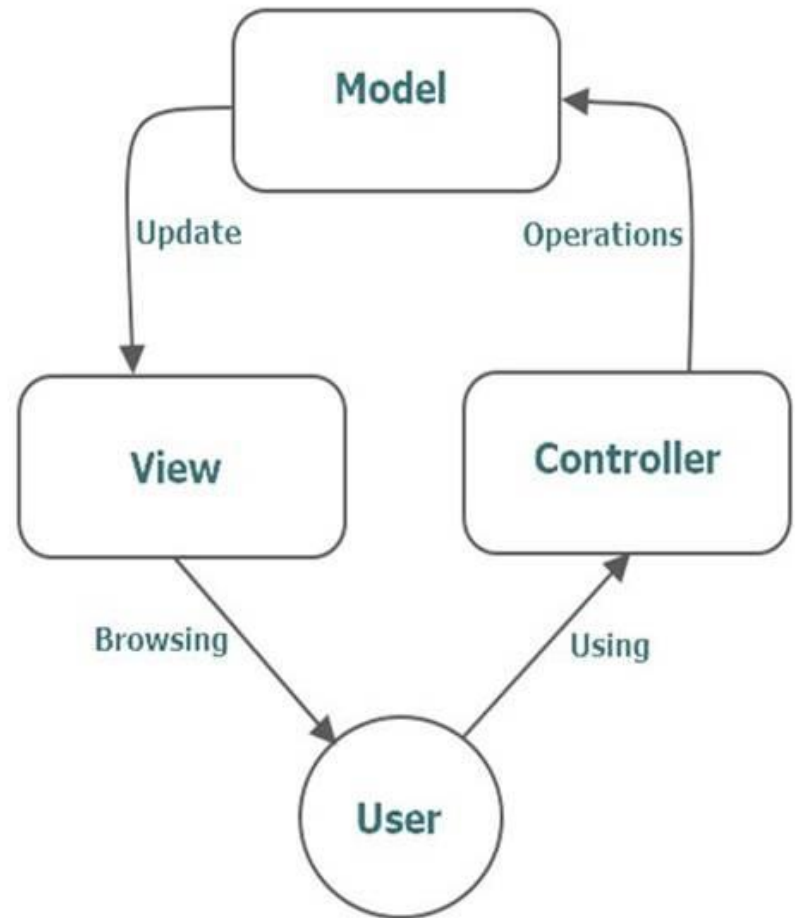 Model
Update
Operations
View
Controller
Browsing
Using
User